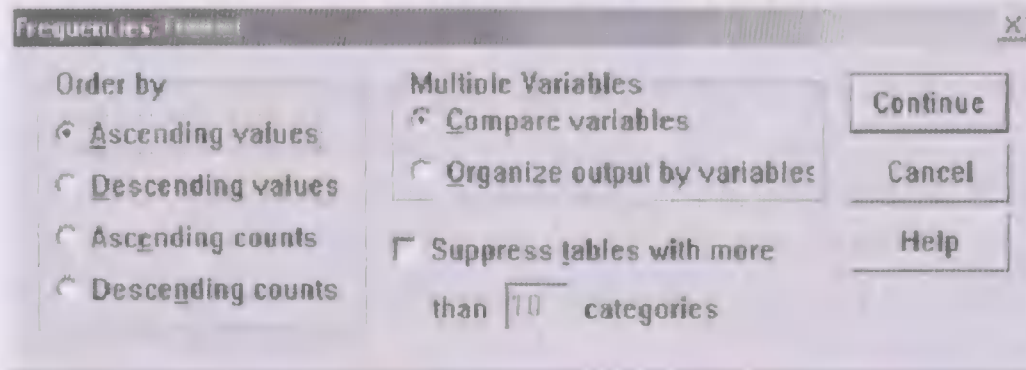 Frequencies: Format
Order by
Ascending values
Descending values
Ascending counts
Descending counts
Multiple Variables
Compare variables
Organize output by variables
Suppress tables with more
than 10 categories
Continue
Cancel
Help